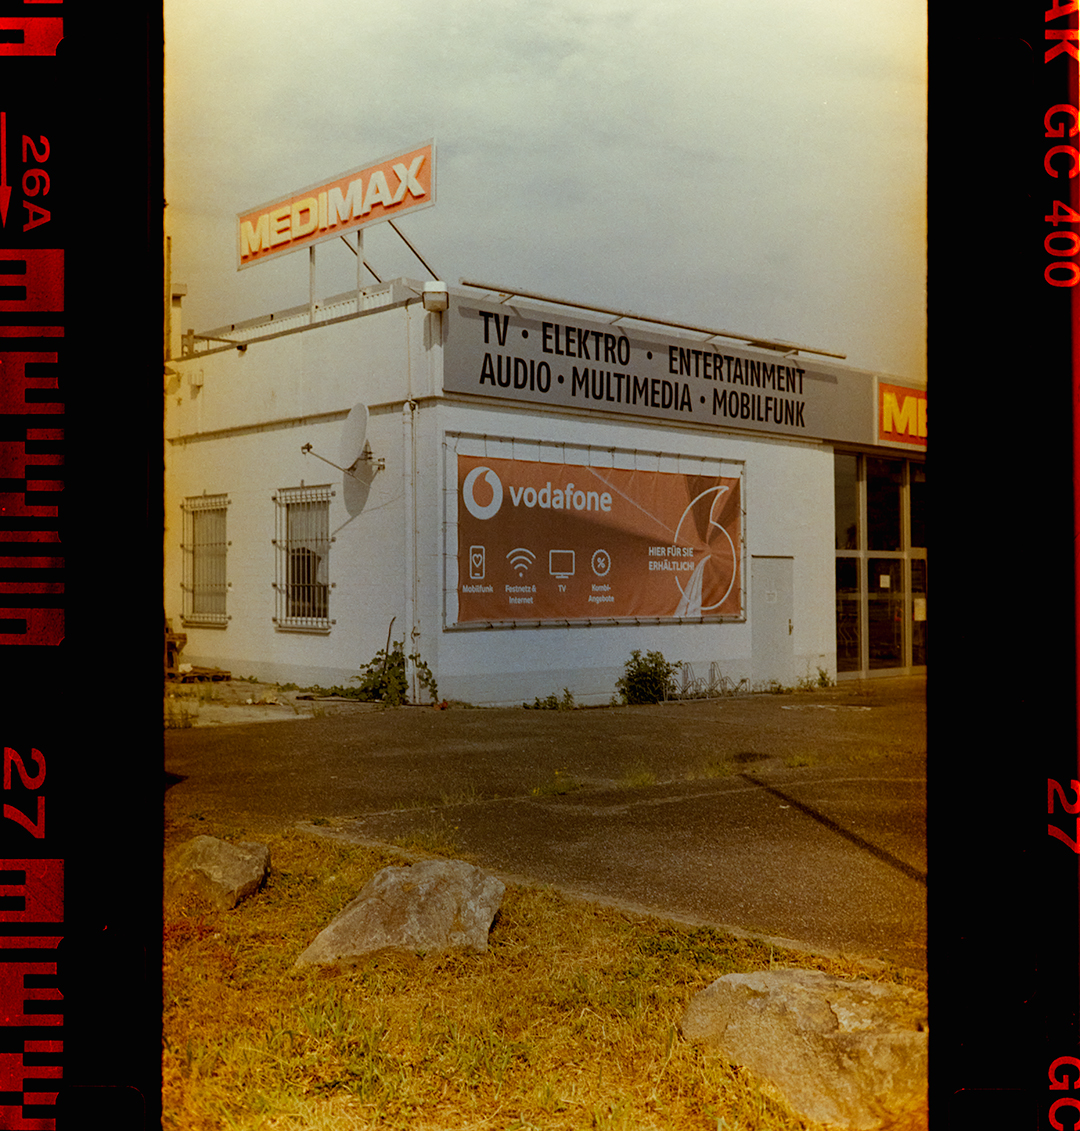 26A
27
MEDIMAX
TV · ELEKTRO · ENTERTAINMENT
AUDIO · MULTIMEDIA · MOBILFUNK
ME
vodafone
HIER FÜR SIE
ERHÄLTLICH!
Mobilfunk
Festnetz &
Internet
TV
%
Kombi-
Angebote
AK GC 400
27
GC